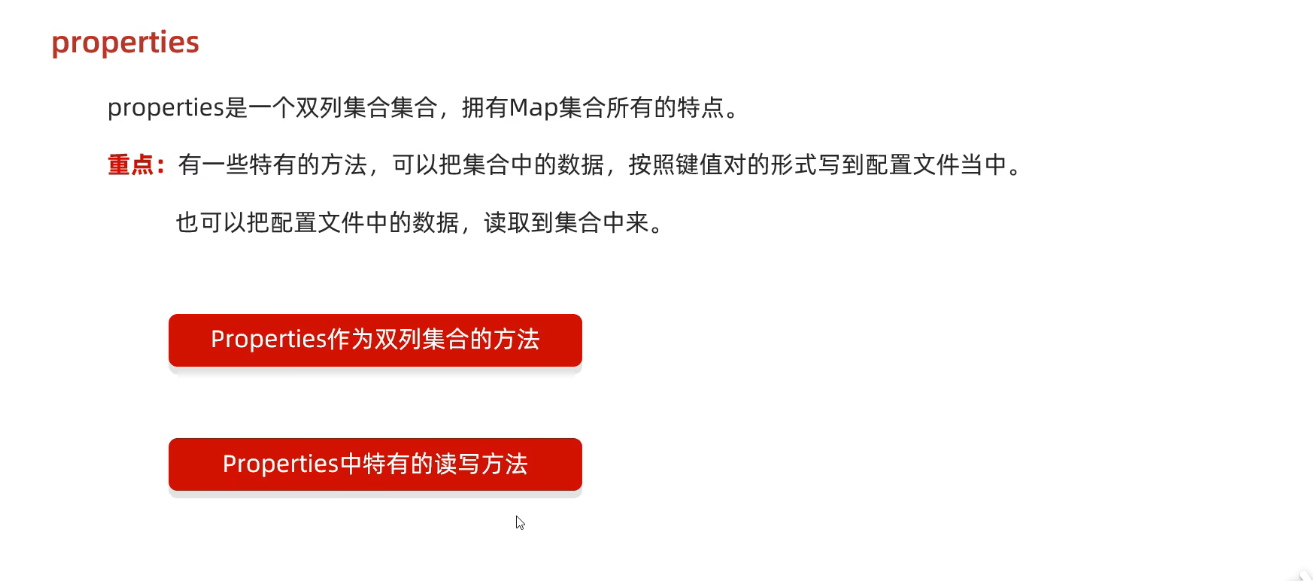 properties
properties是一个双列集合集合，拥有Map集合所有的特点。
重点：有一些特有的方法，可以把集合中的数据，按照键值对的形式写到配置文件当中。
也可以把配置文件中的数据，读取到集合中来。
Properties作为双列集合的方法
Properties中特有的读写方法